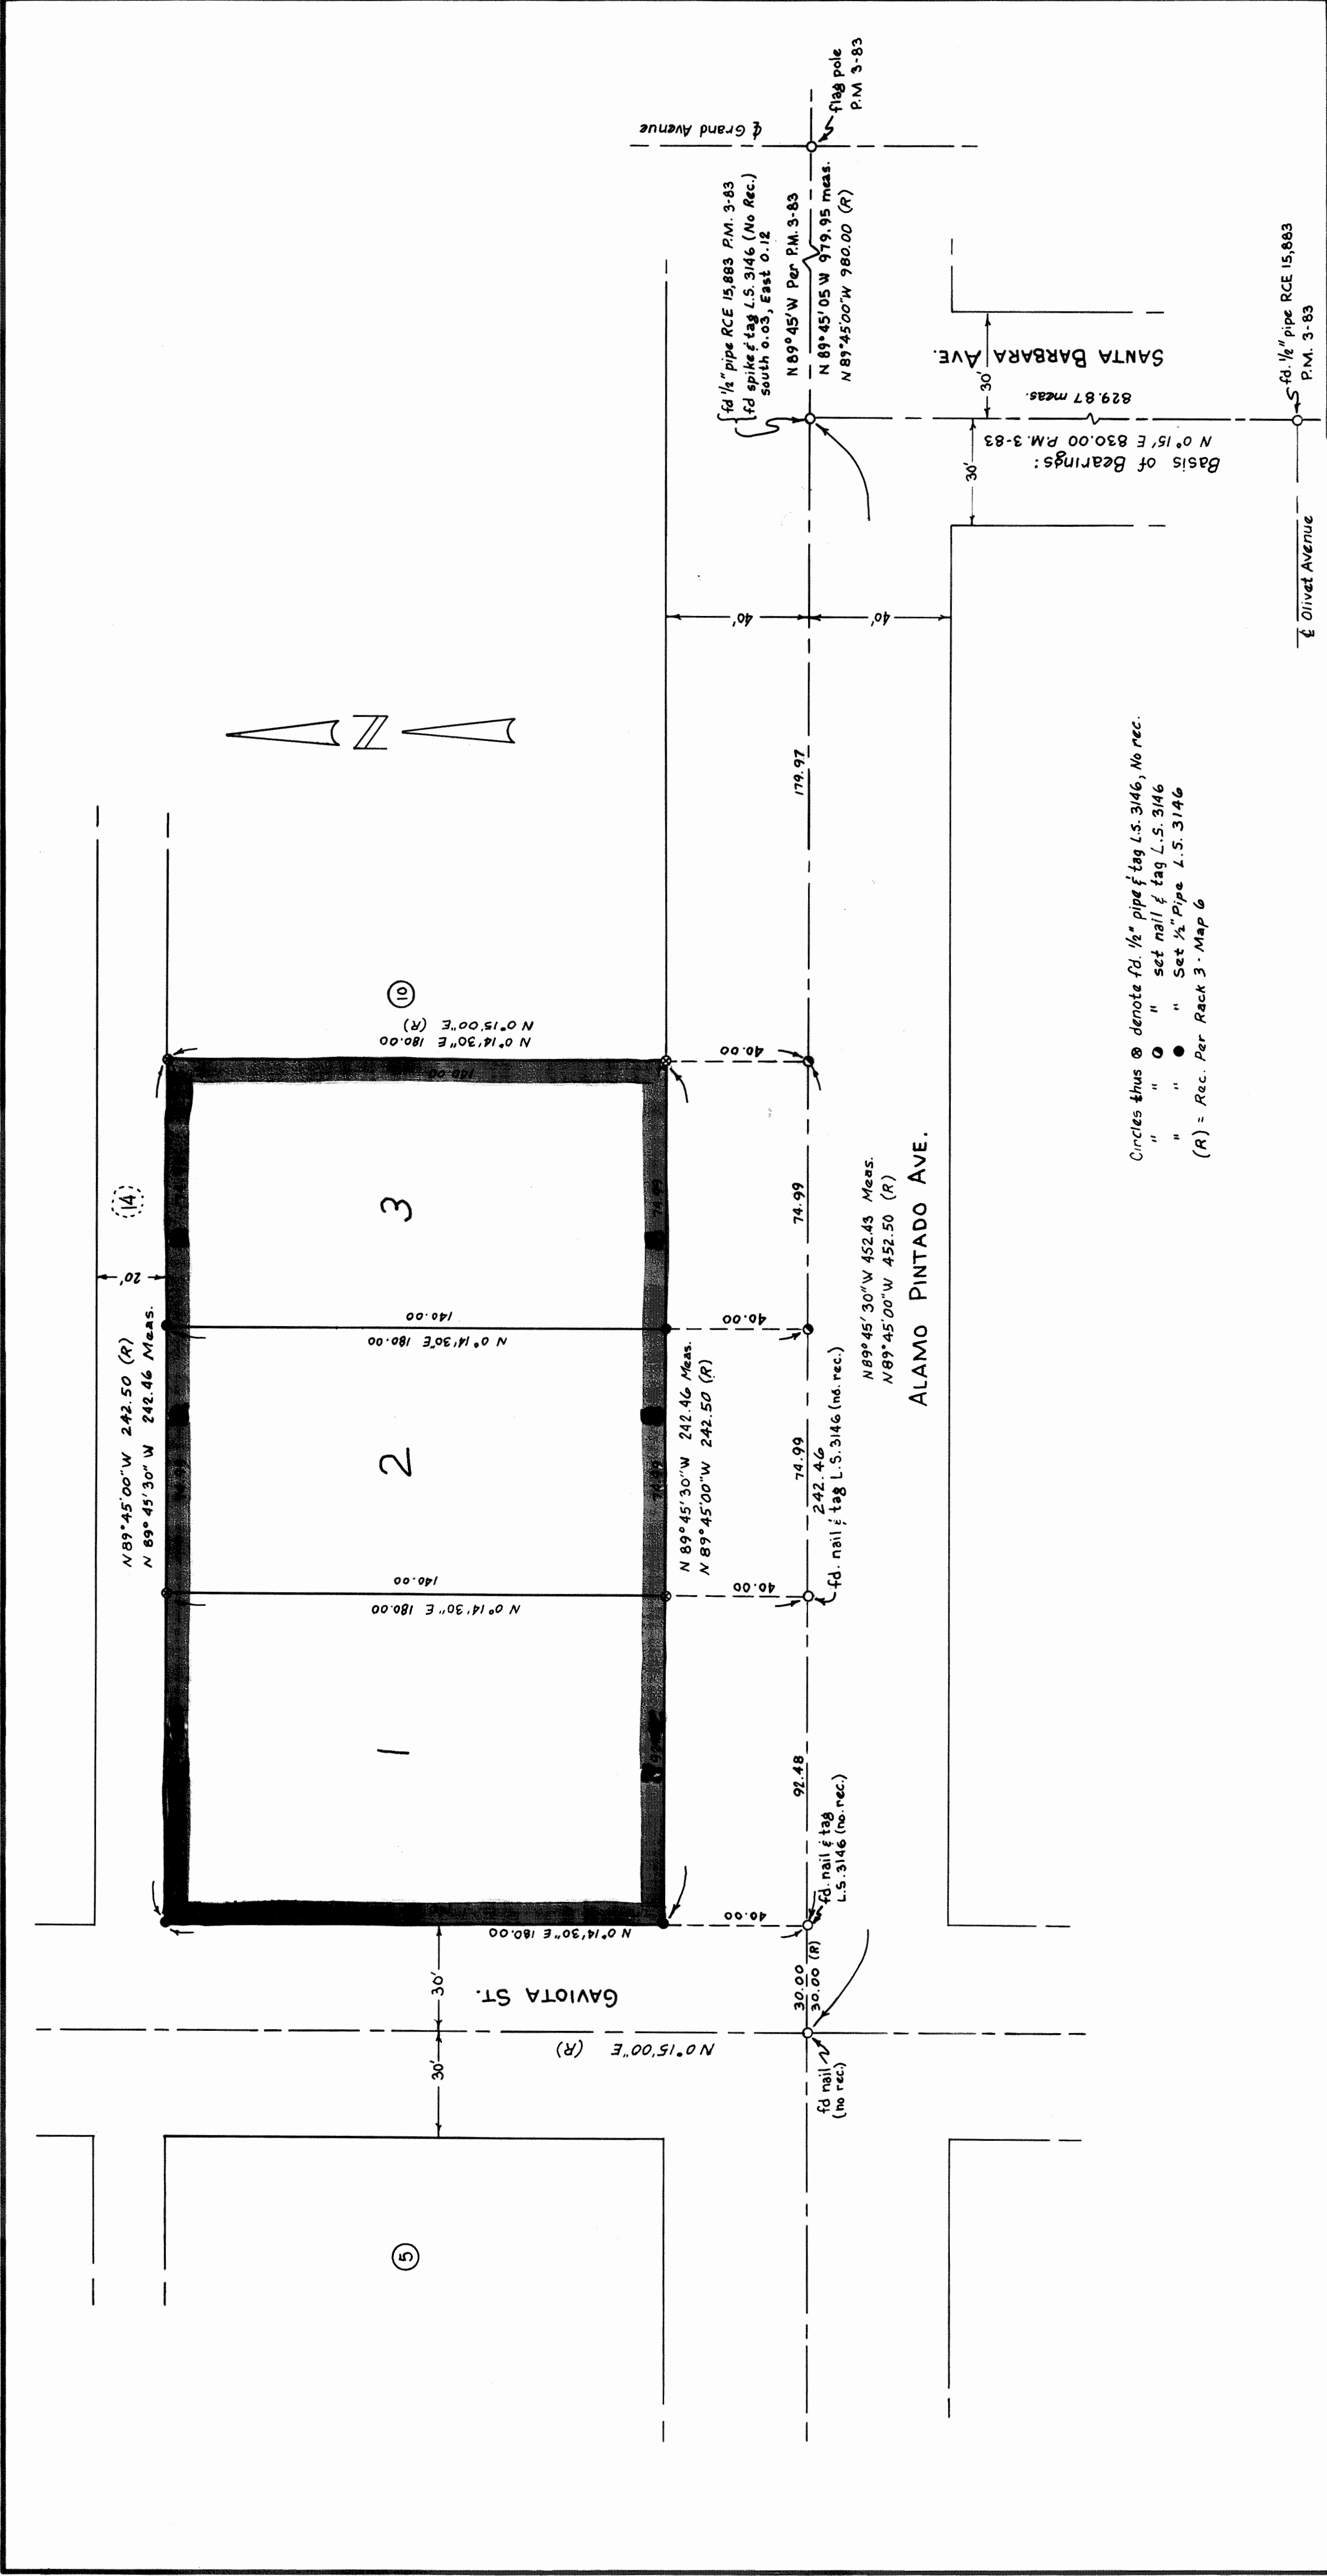 ₵ Grand Avenue
flag pole
P.M 3-83
fd ½" pipe RCE 15,883 P.M. 3-83
fd spike & tag L.S. 3146 (No Rec.)
South 0.03, East 0.12
N 89°45'W Per P.M. 3-83
N 89°45'05 W 979.95 meas.
N 89°45'00"W 980.00 (R)
SANTA BARBARA AVE.
30'
30'
829.87 meas.
N 0°15' E 830.00 P.M. 3-83
Basis of Bearings:
fd. ½" pipe RCE 15,883
P.M. 3-83
₵ Olivet Avenue
40'
40'
N
179.97
14
20'
N 89°45'00"W 242.50 (R)
N 89°45'30" W 242.46 Meas.
10
N 0°15'00"E (R)
N 0°14'30"E 180.00
140.00
3
140.00
N 0°14'30"E 180.00
2
74.99
140.00
N 0°14'30"E 180.00
1
N 0°14'30"E 180.00
N 89°45'30"W 242.46 Meas.
N 89°45'00"W 242.50 (R)
40.00
40.00
40.00
40.00
74.99
74.99
242.46
fd. nail & tag L.S. 3146 (no. rec.)
92.48
fd. nail & tag
L.S. 3146 (no. rec.)
30.00
30.00 (R)
fd nail
(no rec.)
N 89°45'30"W 452.43 Meas.
N 89°45'00"W 452.50 (R)
ALAMO PINTADO AVE.
GAVIOTA ST.
30'
30'
N 0°15'00"E (R)
5
Circles thus ⊗ denote fd. ½" pipe & tag L.S. 3146, No rec.
" " ◕ " set nail & tag L.S. 3146
" " ● " Set ½" Pipe L.S. 3146
(R) = Rec. Per Rack 3 - Map 6